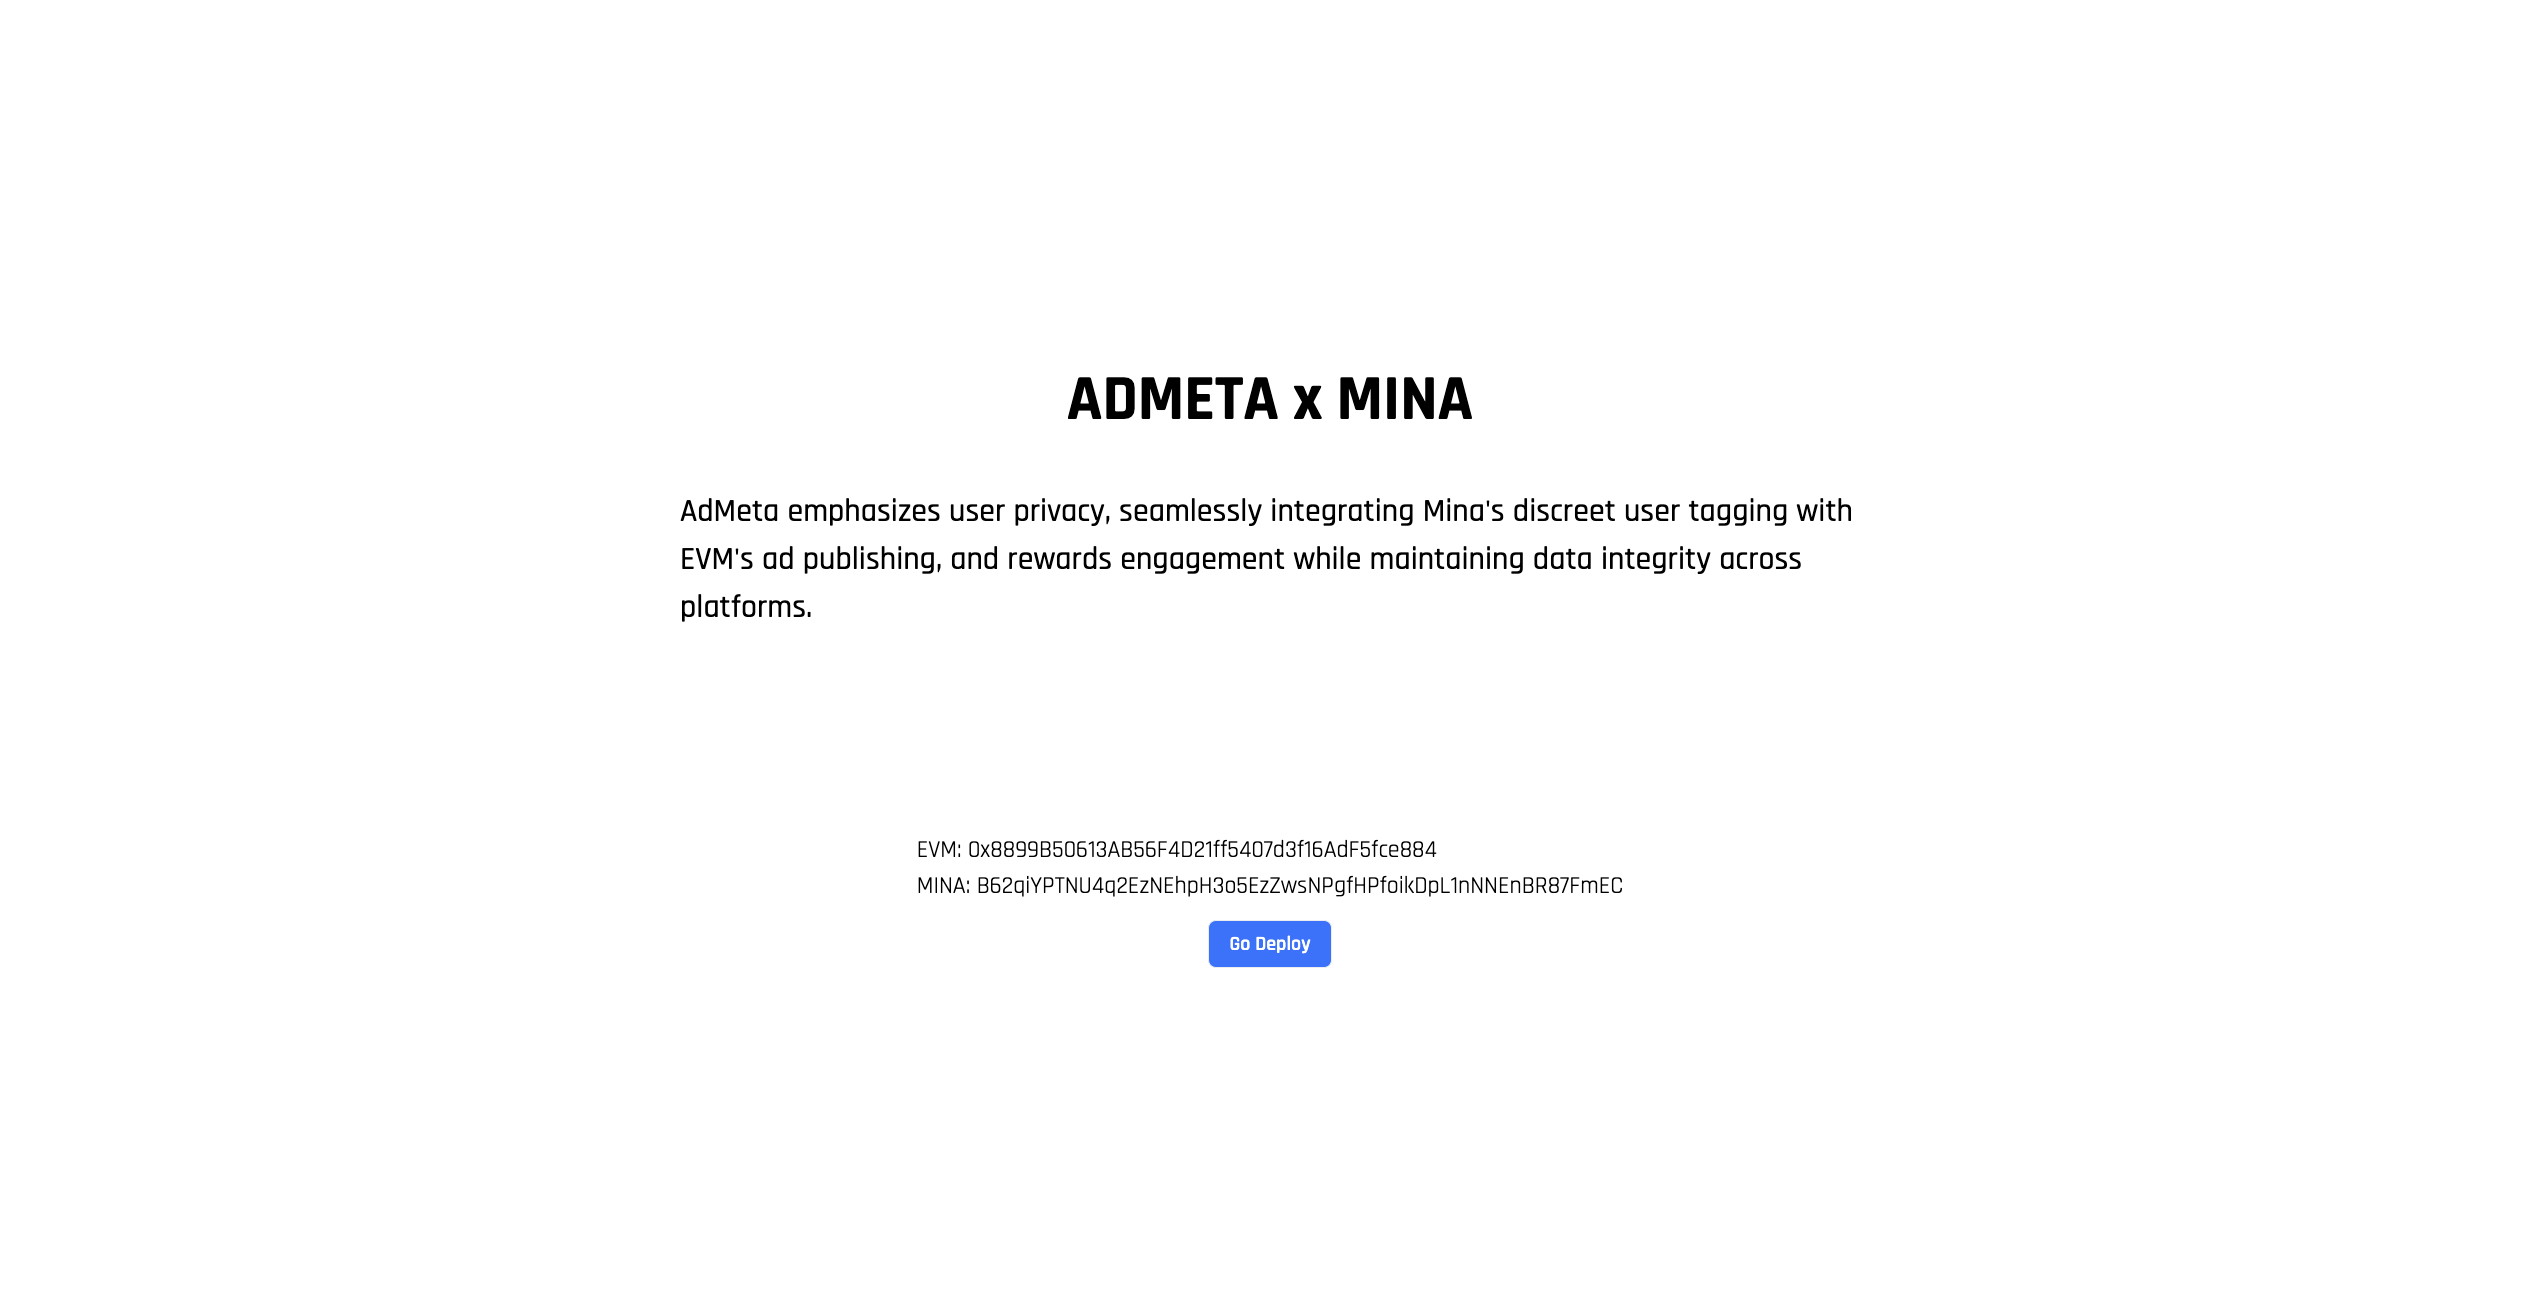 ADMETA x MINA
AdMeta emphasizes user privacy, seamlessly integrating Mina's discreet user tagging with
EVM's ad publishing, and rewards engagement while maintaining data integrity across
platforms.
EVM: 0x8899B50613AB56F4D21ff5407d3f16AdF5fce884
MINA: B62qiYPTNU4q2EzNEhpH3o5EzZwsNPgfHPfoikDpL1nNNEnBR87FmEC
Go Deploy